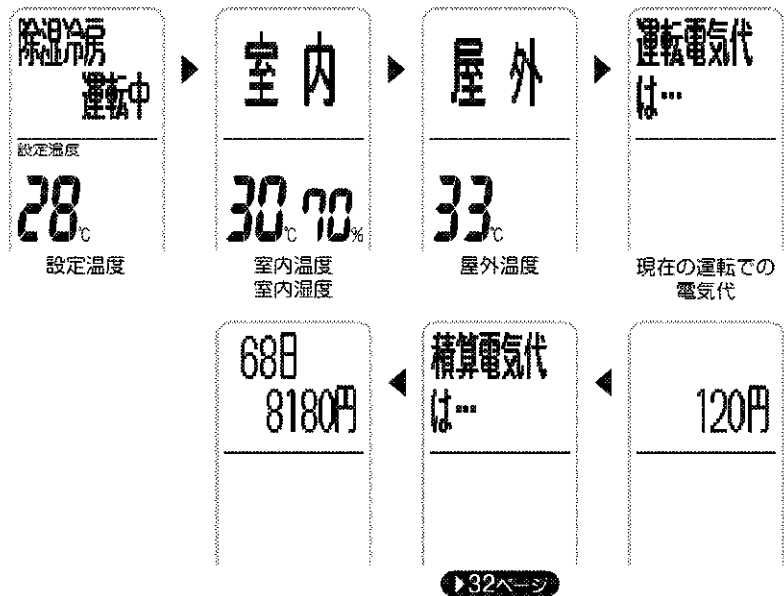 除湿冷房
運転中
設定温度
28℃
設定温度
室内
30℃ 70%
室内温度
室内湿度
屋外
33℃
屋外温度
運転電気代
は…
現在の運転での
電気代
120円
積算電気代
は…
▶32ページ
68日
8180円